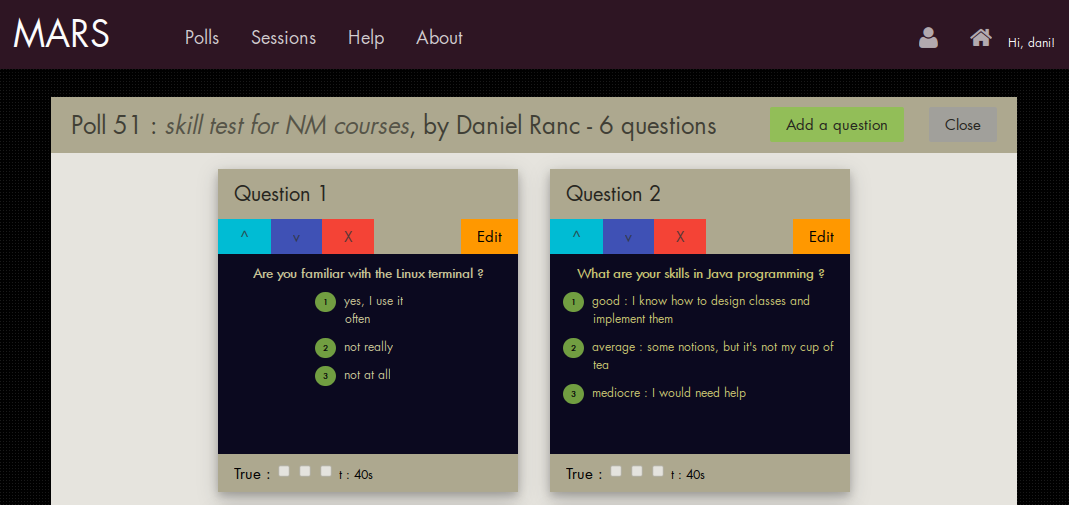 MARS
Polls Sessions Help About
Hi, dani!
Poll 51 : skill test for NM courses, by Daniel Ranc - 6 questions
Add a question
Close
Question 1
^ v X Edit
Are you familiar with the Linux terminal ?
1 yes, I use it
often
2 not really
3 not at all
True : t : 40s
Question 2
^ v X Edit
What are your skills in Java programming ?
1 good : I know how to design classes and
implement them
2 average : some notions, but it's not my cup of
tea
3 mediocre : I would need help
True : t : 40s